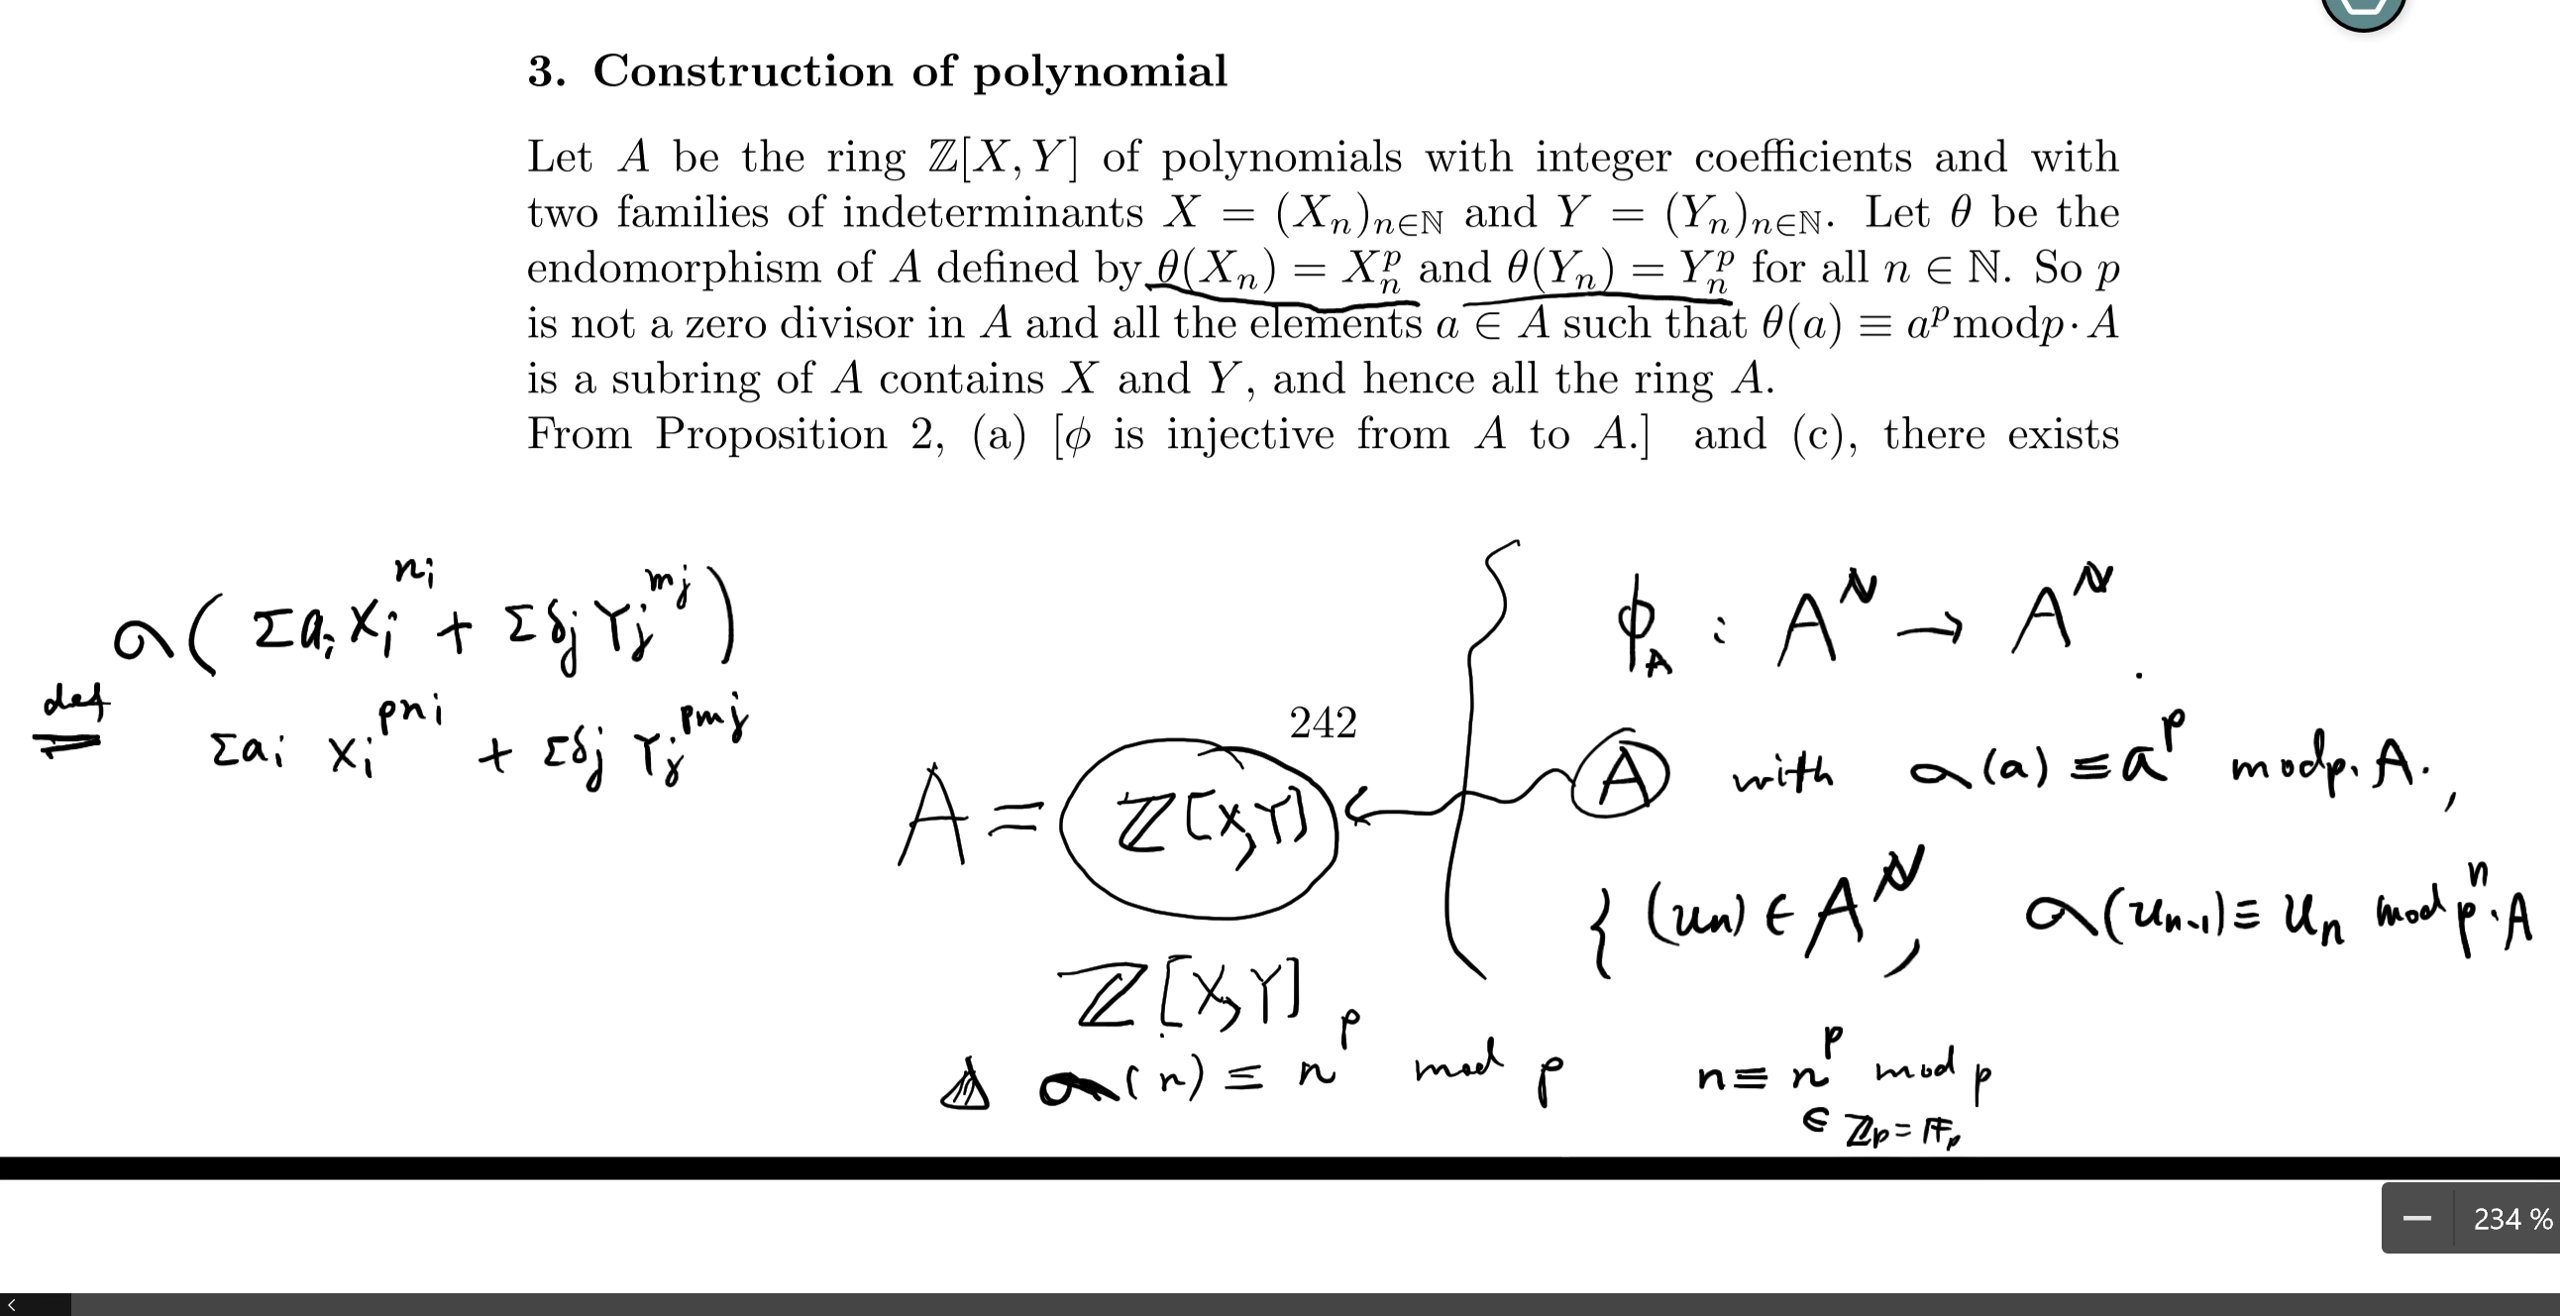 3. Construction of polynomial
Let A be the ring ℤ[X, Y] of polynomials with integer coefficients and with
two families of indeterminants X = (Xₙ)ₙ∈ℕ and Y = (Yₙ)ₙ∈ℕ. Let θ be the
endomorphism of A defined by θ(Xₙ) = Xₙᵖ and θ(Yₙ) = Yₙᵖ for all n ∈ ℕ. So p
is not a zero divisor in A and all the elements a ∈ A such that θ(a) ≡ aᵖmodp · A
is a subring of A contains X and Y, and hence all the ring A.
From Proposition 2, (a) [ϕ is injective from A to A.] and (c), there exists
σ( Σaᵢ Xᵢ^{nᵢ} + Σδⱼ Yⱼ^{mⱼ} )
def= Σaᵢ Xᵢ^{pnᵢ} + Σδⱼ Yⱼ^{pmⱼ}
ϕ_A : A^ℕ → A^ℕ.
242
A with σ(a) ≡ aᵖ modp. A.,
A = ℤ[X,Y]
{ (uₙ) ∈ A^ℕ, σ(uₙ₋₁) ≡ uₙ mod pⁿ. A
ℤ[X,Y]
σ(n) ≡ nᵖ mod p
n ≡ nᵖ mod p
∈ ℤp = 𝔽p
234 %